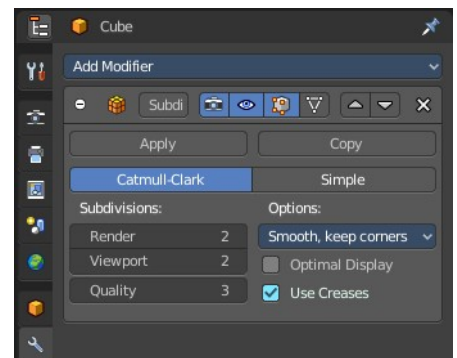 Cube
Add Modifier
Subdi
Apply Copy
Catmull-Clark Simple
Subdivisions: Options:
Render 2 Smooth, keep corners
Viewport 2 Optimal Display
Quality 3 Use Creases